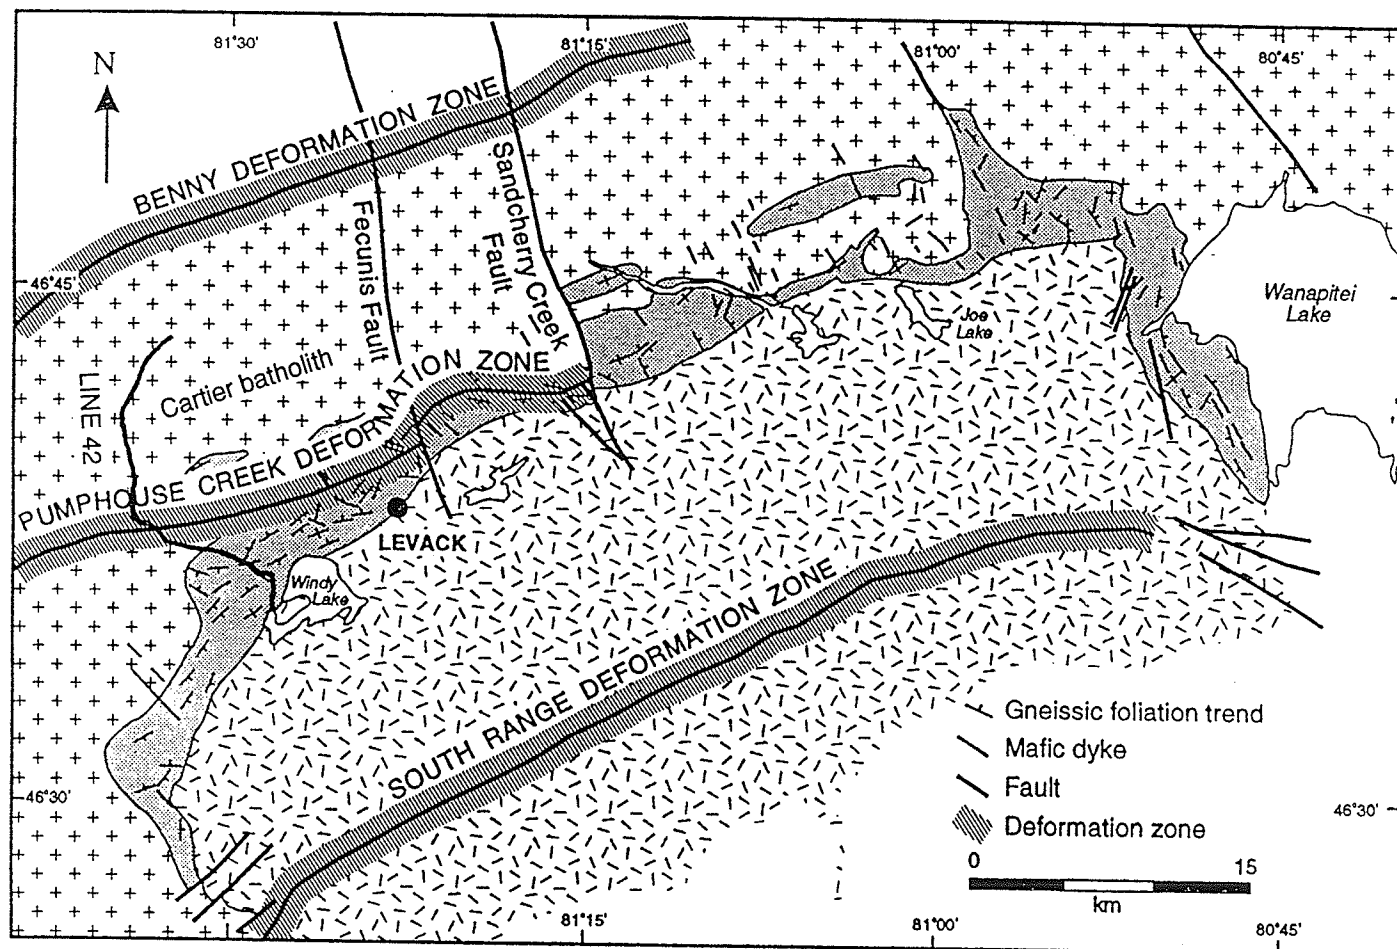 81°30'
81°15'
81°00'
80°45'
N
BENNY DEFORMATION ZONE
Sandcherry Creek
Fault
Fecunis Fault
46°45'
Wanapitei
Lake
Joe
Lake
LINE 42
Cartier batholith
PUMPHOUSE CREEK DEFORMATION ZONE
LEVACK
Windy
Lake
SOUTH RANGE DEFORMATION ZONE
Gneissic foliation trend
Mafic dyke
Fault
Deformation zone
46°30'
46°30'
0 15
km
81°15'
81°00'
80°45'